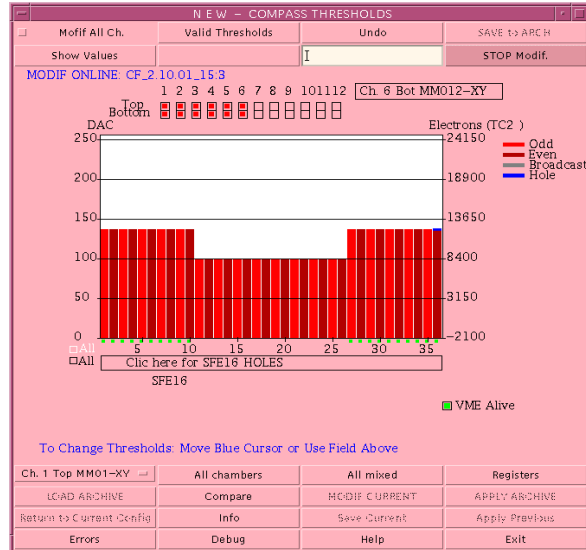 NEW - COMPASS THRESHOLDS
Mofif All Ch. Valid Thresholds Undo SAVE to ARCH
Show Values STOP Modif.
MODIF ONLINE: CF_2.10.01_15:3
1 2 3 4 5 6 7 8 9 101112 Ch. 6 Bot MM012-XY
Top
Bottom
DAC Electrons (TC2 )
250 24150 Odd
Even
Broadcast
200 18900 Hole
150 13650
100 8400
50 3150
0 -2100
All 5 10 15 20 25 30 35
All Clic here for SFE16 HOLES
SFE16
VME Alive
To Change Thresholds: Move Blue Cursor or Use Field Above
Ch. 1 Top MM01-XY All chambers All mixed Registers
LOAD ARCHIVE Compare MODIF CURRENT APPLY ARCHIVE
Return to Current Config Info Save Current Apply Previous
Errors Debug Help Exit